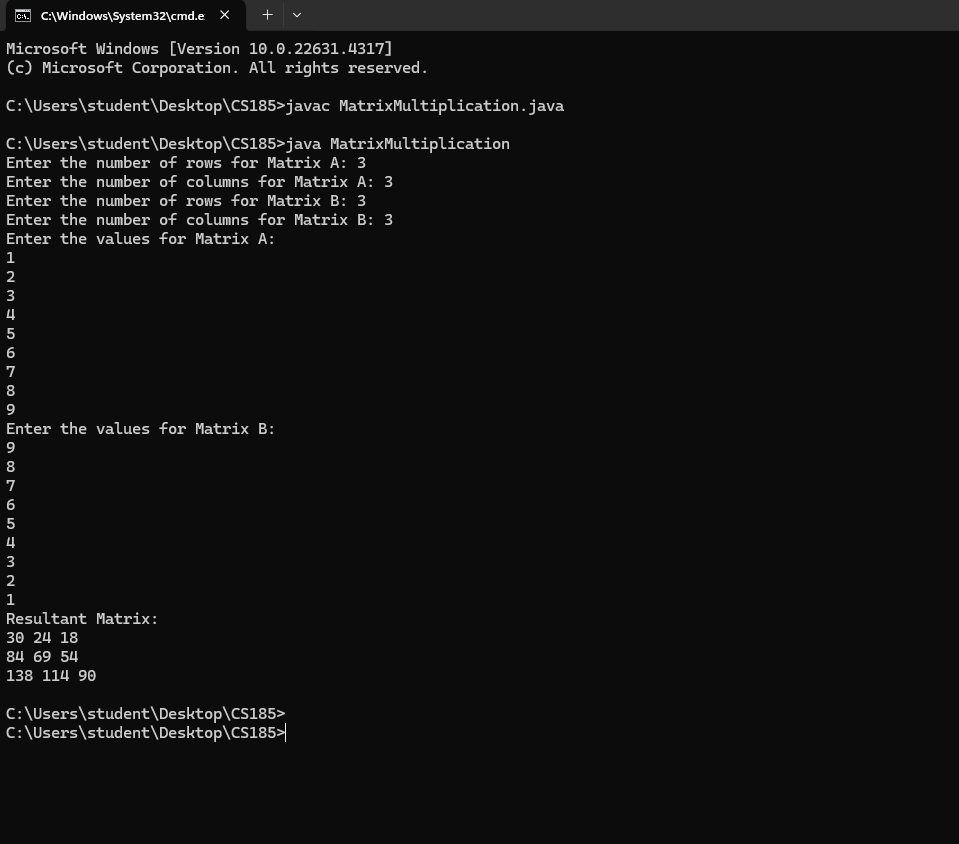 C:\Windows\System32\cmd.e
Microsoft Windows [Version 10.0.22631.4317]
(c) Microsoft Corporation. All rights reserved.
C:\Users\student\Desktop\CS185>javac MatrixMultiplication.java
C:\Users\student\Desktop\CS185>java MatrixMultiplication
Enter the number of rows for Matrix A: 3
Enter the number of columns for Matrix A: 3
Enter the number of rows for Matrix B: 3
Enter the number of columns for Matrix B: 3
Enter the values for Matrix A:
1
2
3
4
5
6
7
8
9
Enter the values for Matrix B:
9
8
7
6
5
4
3
2
1
Resultant Matrix:
30 24 18
84 69 54
138 114 90
C:\Users\student\Desktop\CS185>
C:\Users\student\Desktop\CS185>